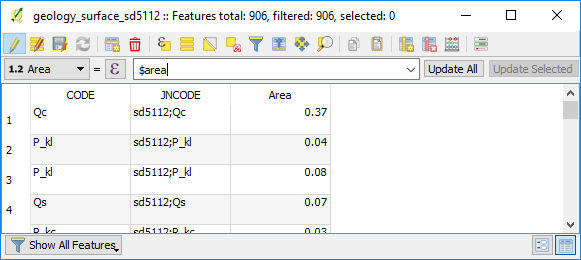 geology_surface_sd5112 :: Features total: 906, filtered: 906, selected: 0
1.2 Area = ε $area Update All Update Selected
CODE JNCODE Area
1 Qc sd5112;Qc 0.37
2 P_kl sd5112;P_kl 0.04
3 P_kl sd5112;P_kl 0.08
4 Qs sd5112;Qs 0.07
P_kc sd5112;P_kc 0.03
Show All Features